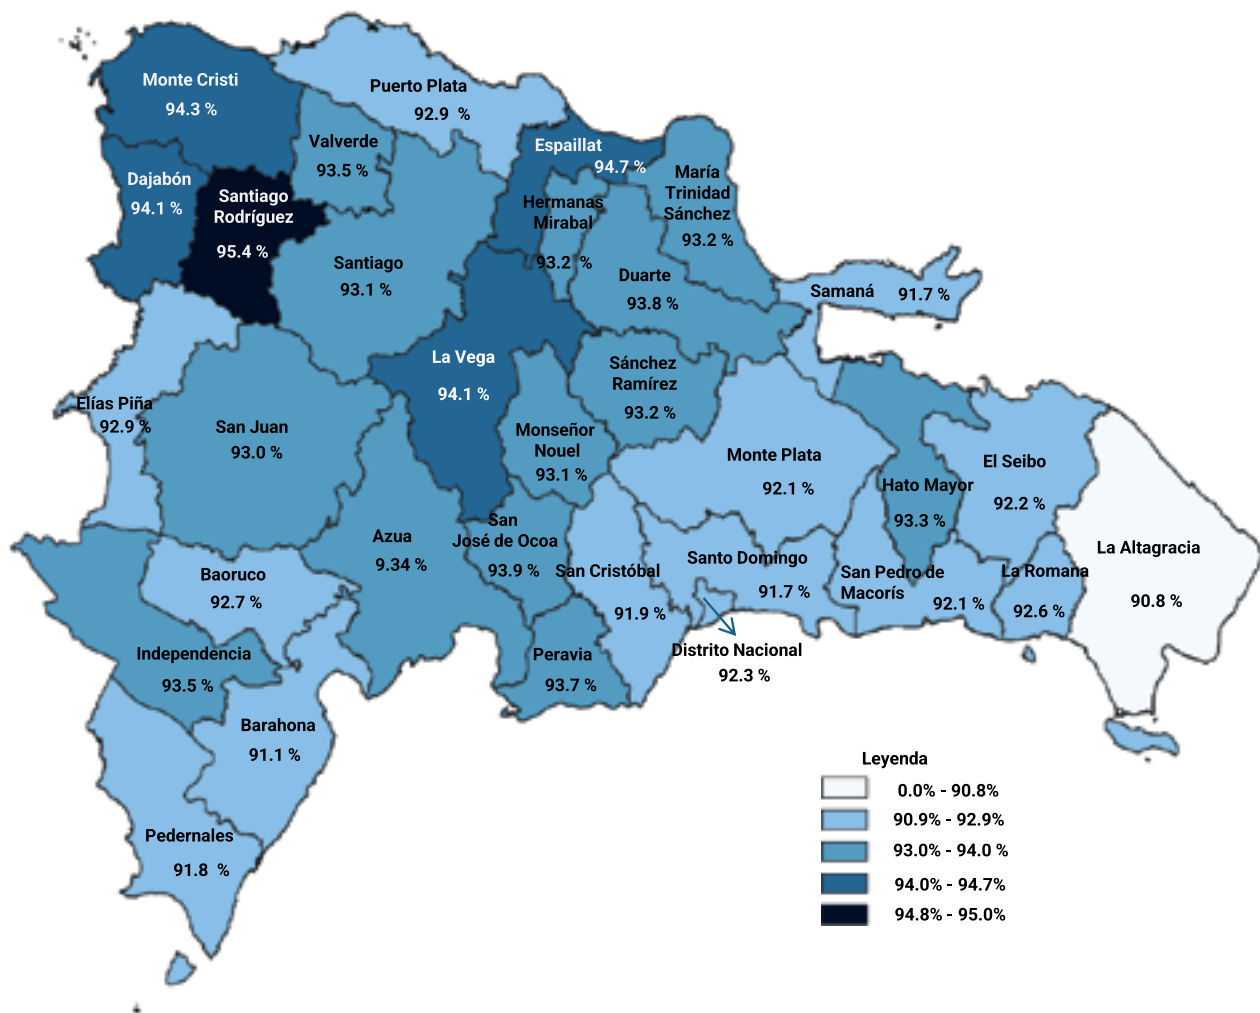 Monte Cristi
94.3 %
Puerto Plata
92.9 %
Valverde
93.5 %
Espaillat
94.7 %
Dajabón
94.1 %
Santiago
Rodríguez
95.4 %
María
Trinidad
Sánchez
93.2 %
Hermanas
Mirabal
93.2 %
Santiago
93.1 %
Duarte
93.8 %
Samaná 91.7 %
La Vega
94.1 %
Sánchez
Ramírez
93.2 %
Elías Piña
92.9 %
San Juan
93.0 %
Monseñor
Nouel
93.1 %
Monte Plata
92.1 %
El Seibo
92.2 %
Hato Mayor
93.3 %
Azua
9.34 %
San
José de Ocoa
93.9 %
La Altagracia
90.8 %
Baoruco
92.7 %
San Cristóbal
91.9 %
Santo Domingo
91.7 %
San Pedro de
Macorís
92.1 %
La Romana
92.6 %
Independencia
93.5 %
Peravia
93.7 %
Distrito Nacional
92.3 %
Barahona
91.1 %
Pedernales
91.8 %
Leyenda
0.0% - 90.8%
90.9% - 92.9%
93.0% - 94.0 %
94.0% - 94.7%
94.8% - 95.0%